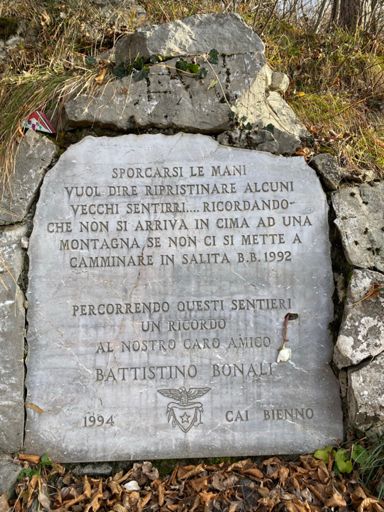 SPORCARSI LE MANI
VUOL DIRE RIPRISTINARE ALCUNI
VECCHI SENTIRRI.... RICORDANDO-
CHE NON SI ARRIVA IN CIMA AD UNA
MONTAGNA SE NON CI SI METTE A
CAMMINARE IN SALITA B.B. 1992
PERCORRENDO QUESTI SENTIERI
UN RICORDO
AL NOSTRO CARO AMICO
BATTISTINO BONALI
1994 CAI BIENNO